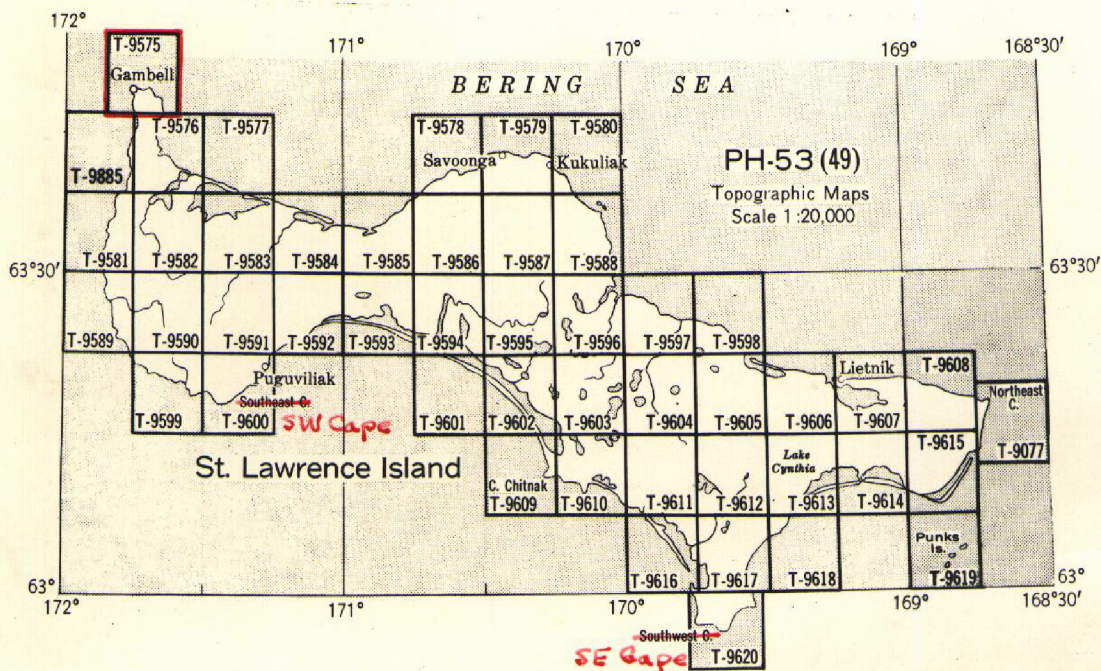 172° 171° 170° 169° 168°30′
T-9575
Gambell
BERING SEA
T-9576 T-9577 T-9578 T-9579 T-9580
Savoonga Kukuliak
PH-53 (49)
Topographic Maps
Scale 1:20,000
T-9885
63°30′ T-9581 T-9582 T-9583 T-9584 T-9585 T-9586 T-9587 T-9588 63°30′
T-9589 T-9590 T-9591 T-9592 T-9593 T-9594 T-9595 T-9596 T-9597 T-9598
Lietnik T-9608
Puguviliak
Northeast
C.
Southeast C.
SW Cape
T-9599 T-9600 T-9601 T-9602 T-9603 T-9604 T-9605 T-9606 T-9607
T-9615
T-9077
St. Lawrence Island
Lake
Cynthia
C. Chitnak
T-9609 T-9610 T-9611 T-9612 T-9613 T-9614
Punks
Is.
63° T-9616 T-9617 T-9618 T-9619 63°
172° 171° 170° 169° 168°30′
Southwest C.
SE Cape
T-9620